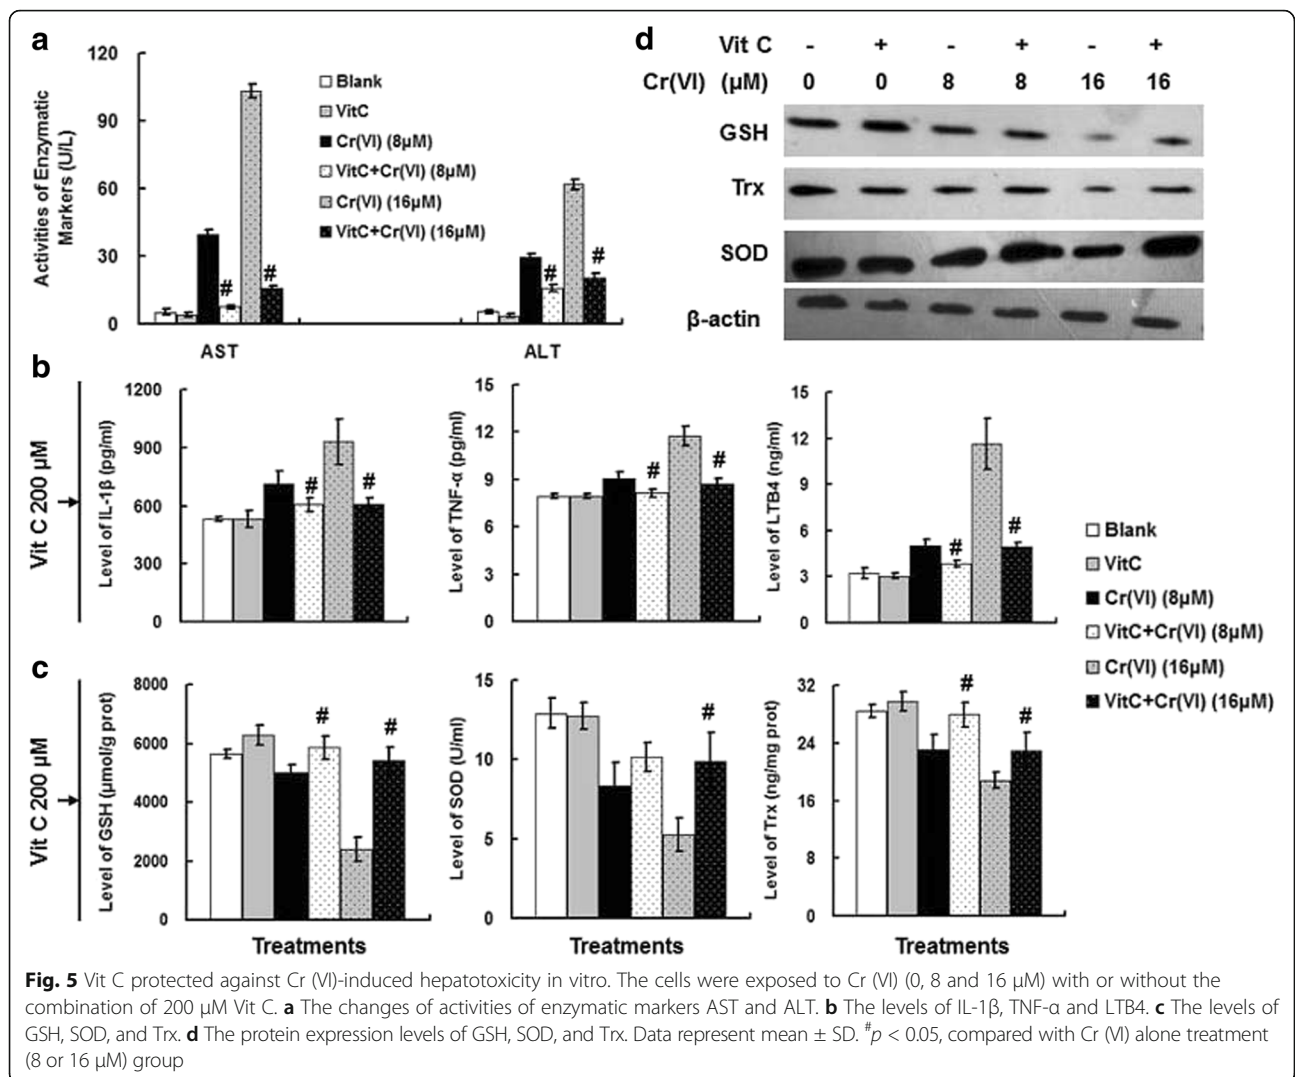 a
120
90
60
30
0
Activities of Enzymatic
Markers (U/L)
Blank
VitC
Cr(VI) (8μM)
VitC+Cr(VI) (8μM)
Cr(VI) (16μM)
VitC+Cr(VI) (16μM)
#
#
#
#
AST
ALT
d
Vit C - + - + - +
Cr(VI) (μM) 0 0 8 8 16 16
GSH
Trx
SOD
β-actin
b
Vit C 200 μM
Level of IL-1β (pg/ml)
1200
900
600
300
0
#
#
Level of TNF-α (pg/ml)
15
12
9
6
3
0
#
#
Level of LTB4 (ng/ml)
15
12
9
6
3
0
#
#
Blank
VitC
Cr(VI) (8μM)
VitC+Cr(VI) (8μM)
Cr(VI) (16μM)
VitC+Cr(VI) (16μM)
c
Vit C 200 μM
Level of GSH (μmol/g prot)
8000
6000
4000
2000
0
#
#
Treatments
Level of SOD (U/ml)
15
10
5
0
#
Treatments
Level of Trx (ng/mg prot)
32
24
16
8
0
#
#
Treatments
Fig. 5 Vit C protected against Cr (VI)-induced hepatotoxicity in vitro. The cells were exposed to Cr (VI) (0, 8 and 16 μM) with or without the
combination of 200 μM Vit C. a The changes of activities of enzymatic markers AST and ALT. b The levels of IL-1β, TNF-α and LTB4. c The levels of
GSH, SOD, and Trx. d The protein expression levels of GSH, SOD, and Trx. Data represent mean ± SD. #p < 0.05, compared with Cr (VI) alone treatment
(8 or 16 μM) group